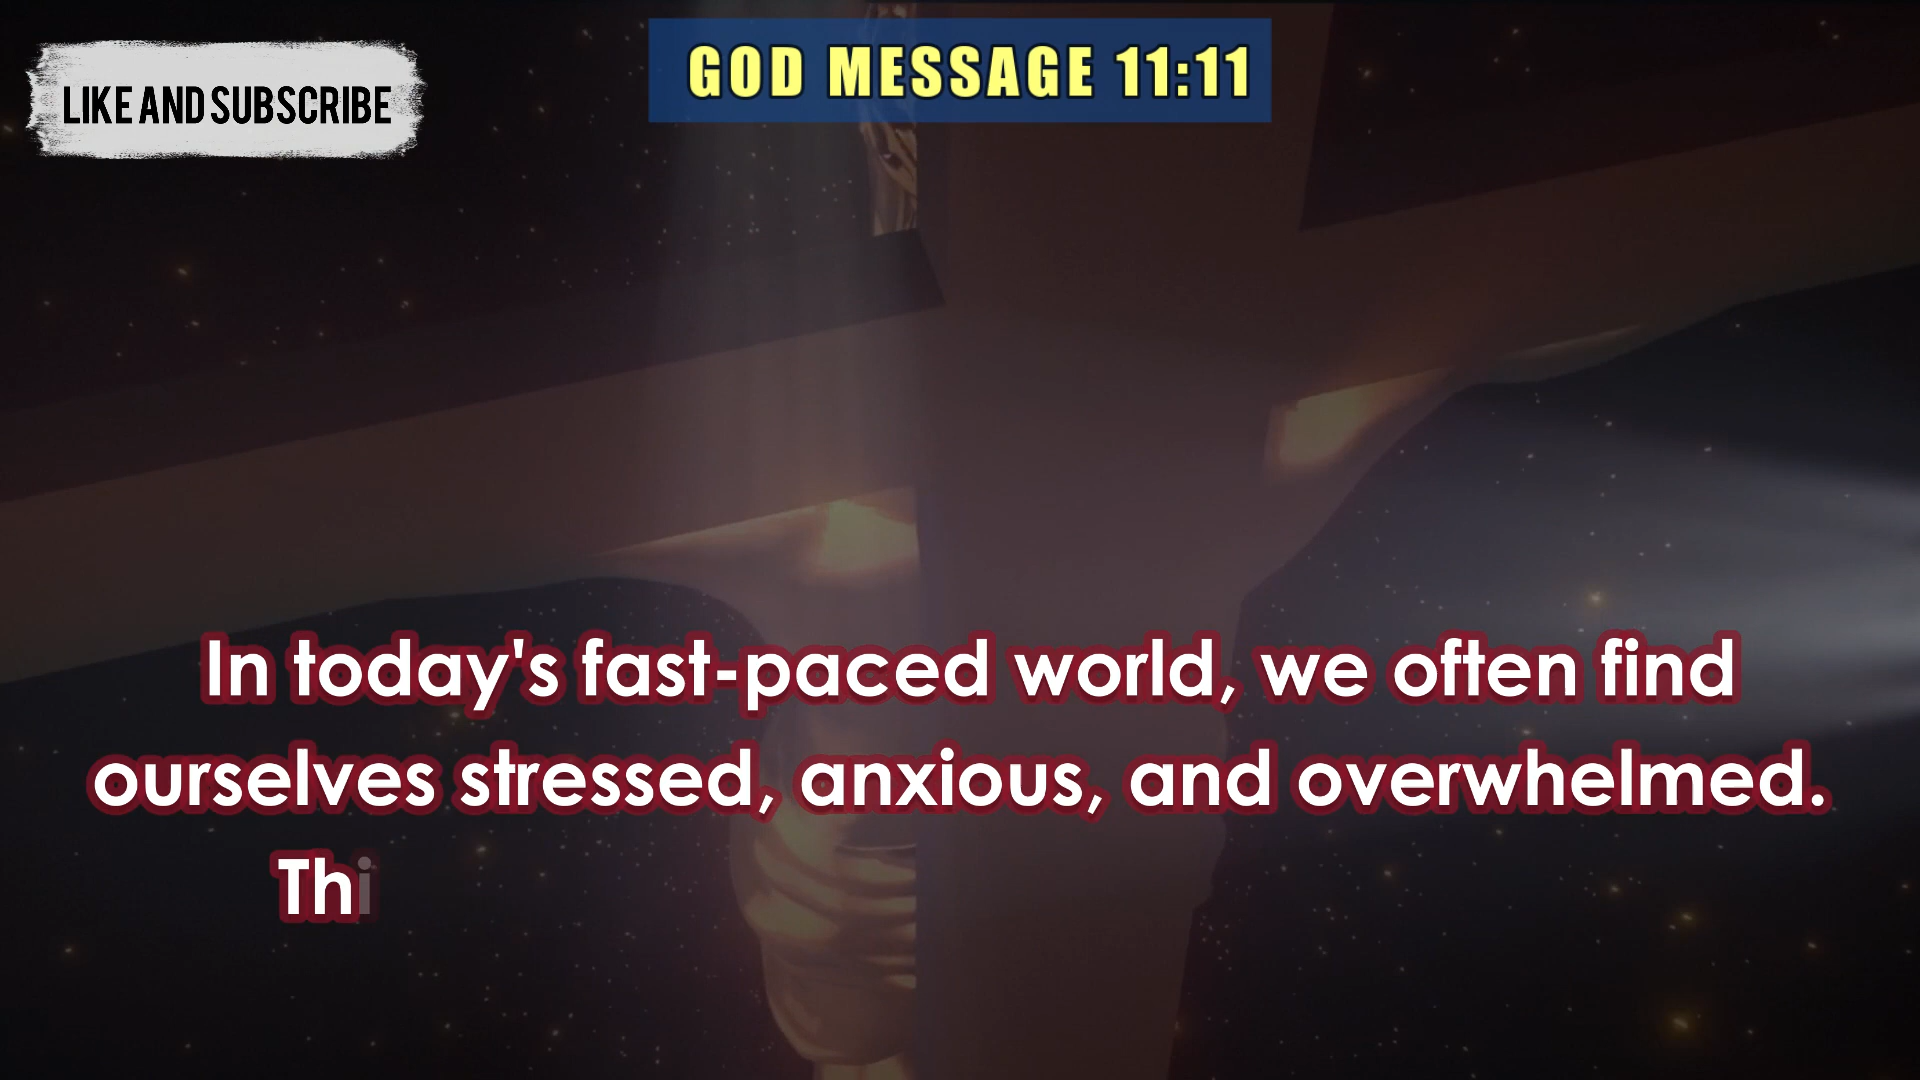 LIKE AND SUBSCRIBE
GOD MESSAGE 11:11
In today's fast-paced world, we often find
ourselves stressed, anxious, and overwhelmed.
Thi